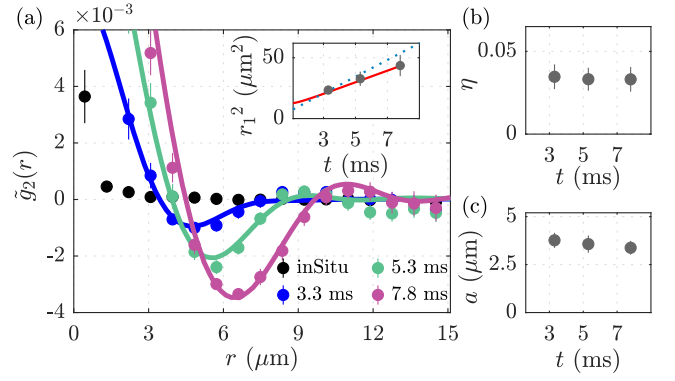 (a)
×10⁻³
6
4
2
0
-2
-4
g̃₂(r)
0
3
6
9
12
15
r (μm)
inSitu
3.3 ms
5.3 ms
7.8 ms
50
0
r₁² (μm²)
3
5
7
t (ms)
(b)
0.05
0
η
3
5
7
t (ms)
(c)
5
2.5
0
a (μm)
3
5
7
t (ms)